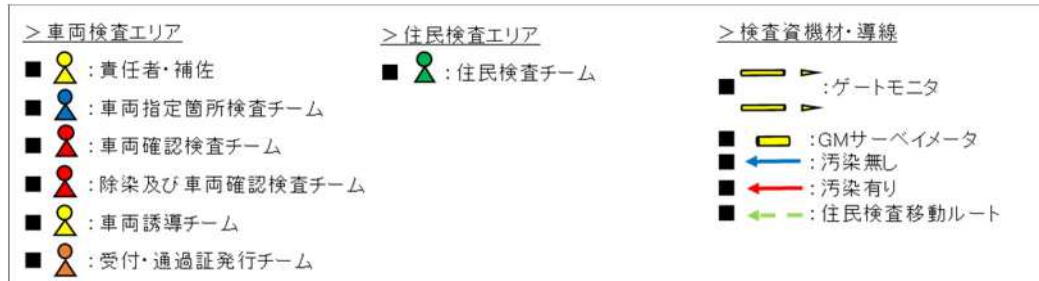 ＞車両検査エリア
■ ：責任者・補佐
■ ：車両指定箇所検査チーム
■ ：車両確認検査チーム
■ ：除染及び車両確認検査チーム
■ ：車両誘導チーム
■ ：受付・通過証発行チーム
＞住民検査エリア
■ ：住民検査チーム
＞検査資機材・導線
■ ：ゲートモニタ
■ ：GMサーベイメータ
■ ：汚染無し
■ ：汚染有り
■ ：住民検査移動ルート